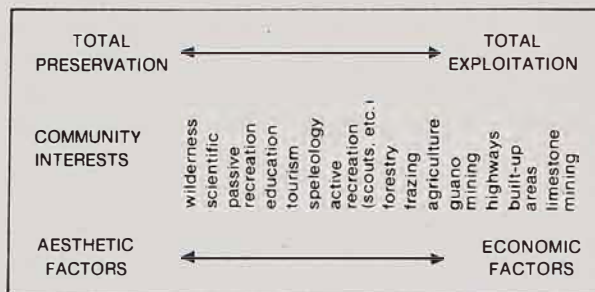 TOTAL PRESERVATION
TOTAL EXPLOITATION
COMMUNITY INTERESTS
wilderness
scientific
passive
recreation
education
tourism
speleology
active
recreation
(scouts, etc.)
forestry
frazing
agriculture
guano
mining
highways
built-up
areas
limestone
mining
AESTHETIC FACTORS
ECONOMIC FACTORS